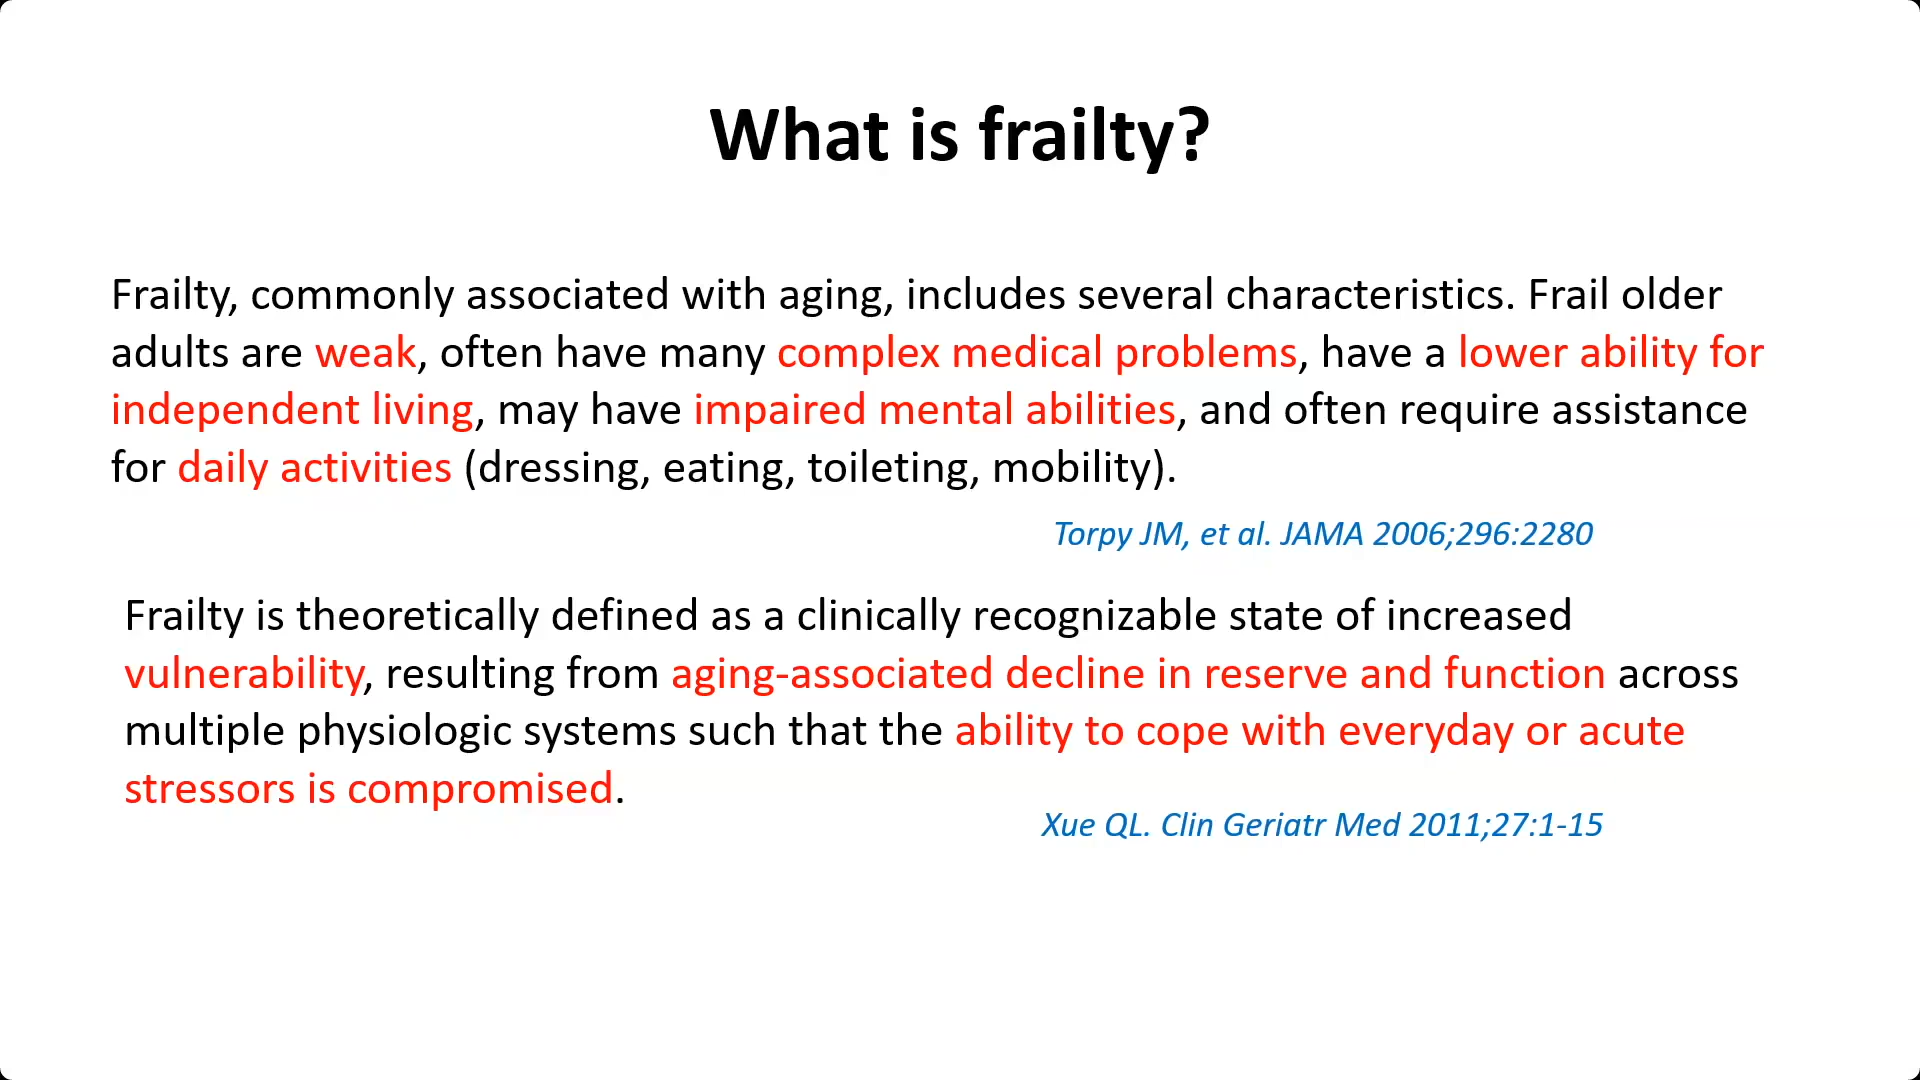 What is frailty?
Frailty, commonly associated with aging, includes several characteristics. Frail older
adults are weak, often have many complex medical problems, have a lower ability for
independent living, may have impaired mental abilities, and often require assistance
for daily activities (dressing, eating, toileting, mobility).
Torpy JM, et al. JAMA 2006;296:2280
Frailty is theoretically defined as a clinically recognizable state of increased
vulnerability, resulting from aging-associated decline in reserve and function across
multiple physiologic systems such that the ability to cope with everyday or acute
stressors is compromised.
Xue QL. Clin Geriatr Med 2011;27:1-15